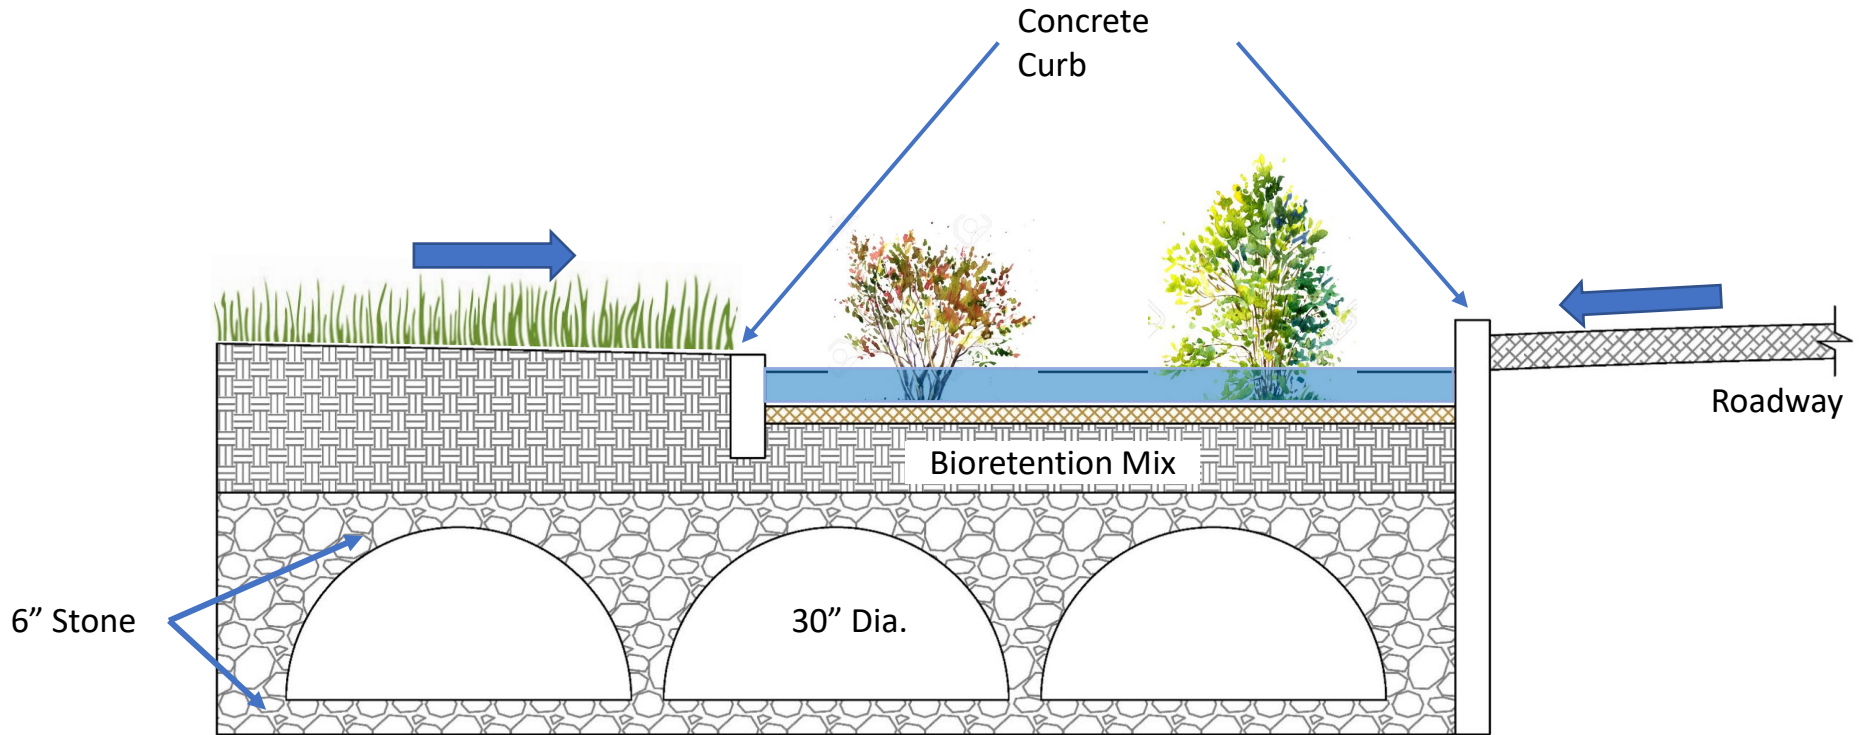 Concrete
Curb
Roadway
Bioretention Mix
6” Stone
30” Dia.